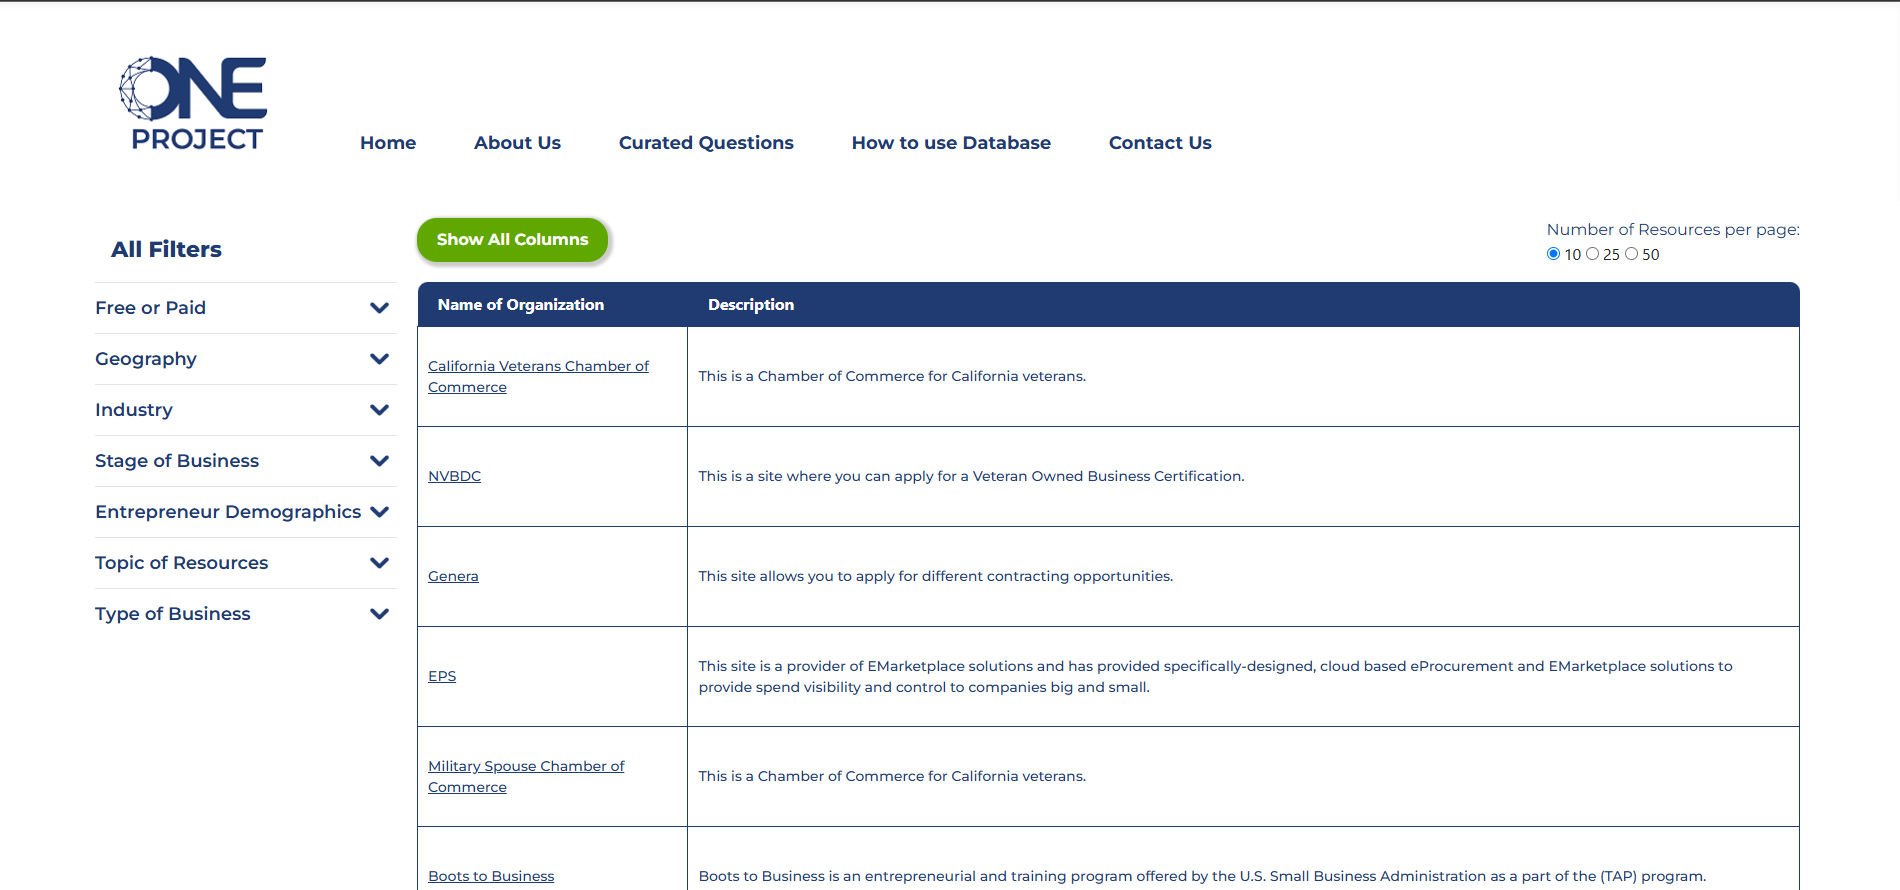 ONE
PROJECT
Home About Us Curated Questions How to use Database Contact Us
All Filters
Free or Paid
Geography
Industry
Stage of Business
Entrepreneur Demographics
Topic of Resources
Type of Business
Show All Columns
Number of Resources per page:
10 25 50
Name of Organization Description
California Veterans Chamber of
Commerce
This is a Chamber of Commerce for California veterans.
NVBDC
This is a site where you can apply for a Veteran Owned Business Certification.
Genera
This site allows you to apply for different contracting opportunities.
EPS
This site is a provider of EMarketplace solutions and has provided specifically-designed, cloud based eProcurement and EMarketplace solutions to
provide spend visibility and control to companies big and small.
Military Spouse Chamber of
Commerce
This is a Chamber of Commerce for California veterans.
Boots to Business
Boots to Business is an entrepreneurial and training program offered by the U.S. Small Business Administration as a part of the (TAP) program.